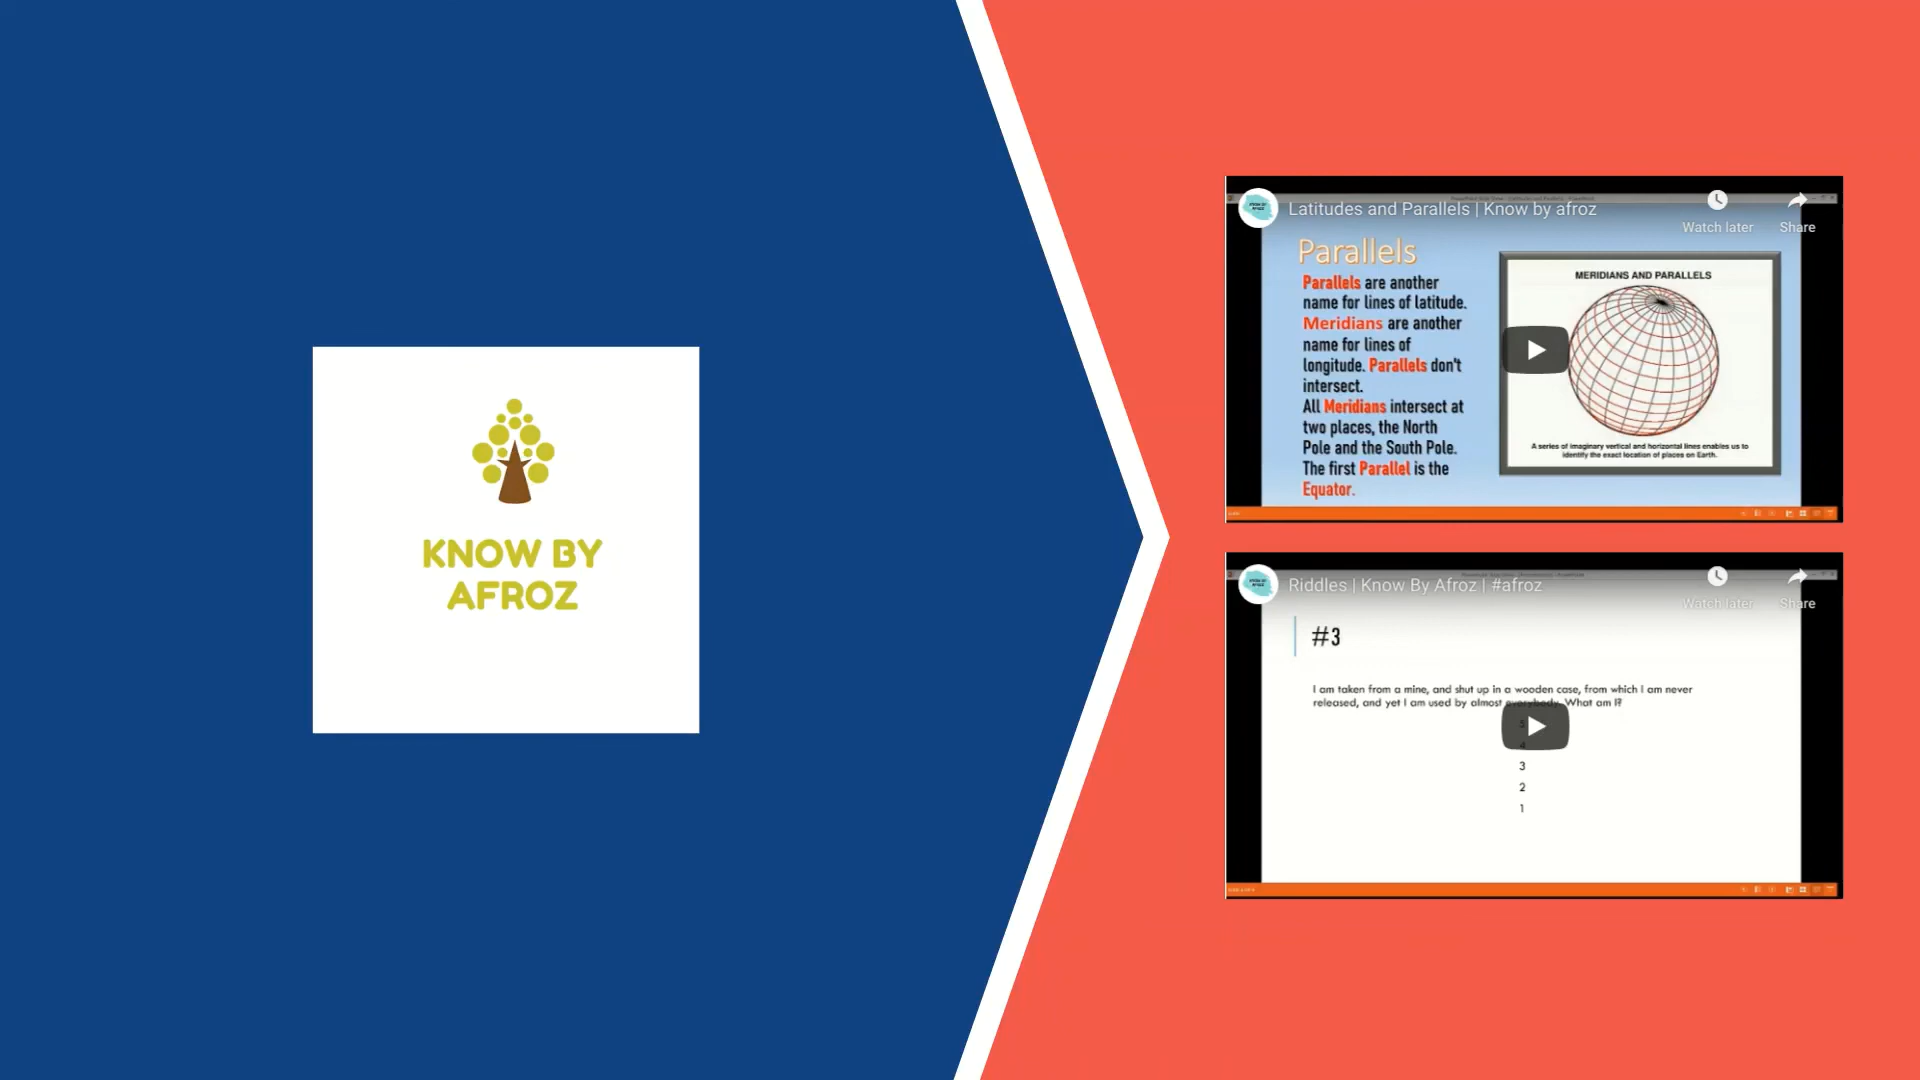 KNOW BY
AFROZ
Latitudes and Parallels | Know by afroz
Watch later
Share
Parallels
Parallels are another
name for lines of latitude.
Meridians are another
name for lines of
longitude. Parallels don't
intersect.
All Meridians intersect at
two places, the North
Pole and the South Pole.
The first Parallel is the
Equator.
MERIDIANS AND PARALLELS
A series of imaginary vertical and horizontal lines enables us to
identify the exact location of places on Earth.
Riddles | Know By Afroz | #afroz
Watch later
Share
#3
I am taken from a mine, and shut up in a wooden case, from which I am never
released, and yet I am used by almost everybody. What am I?
5
4
3
2
1